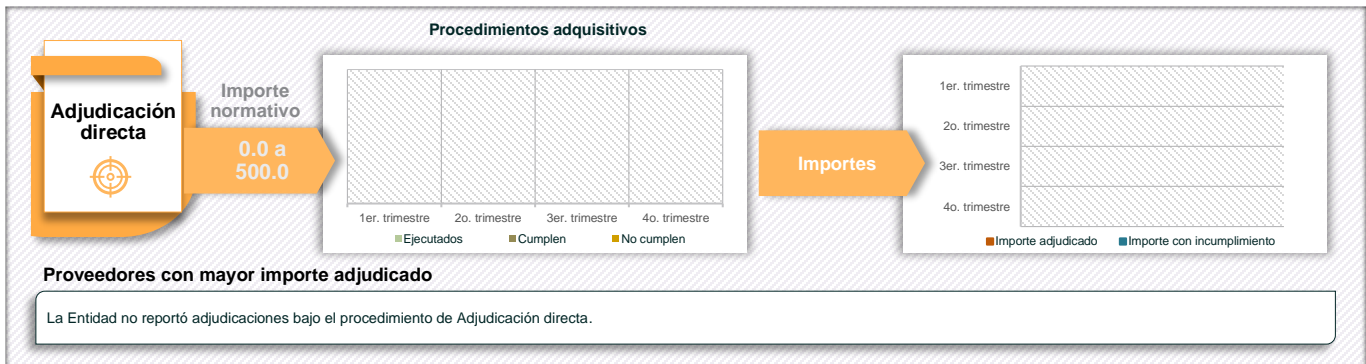 Procedimientos adquisitivos
Adjudicación
directa
Importe
normativo
0.0 a
500.0
1er. trimestre 2o. trimestre 3er. trimestre 4o. trimestre
Ejecutados Cumplen No cumplen
Importes
1er. trimestre
2o. trimestre
3er. trimestre
4o. trimestre
Importe adjudicado Importe con incumplimiento
Proveedores con mayor importe adjudicado
La Entidad no reportó adjudicaciones bajo el procedimiento de Adjudicación directa.